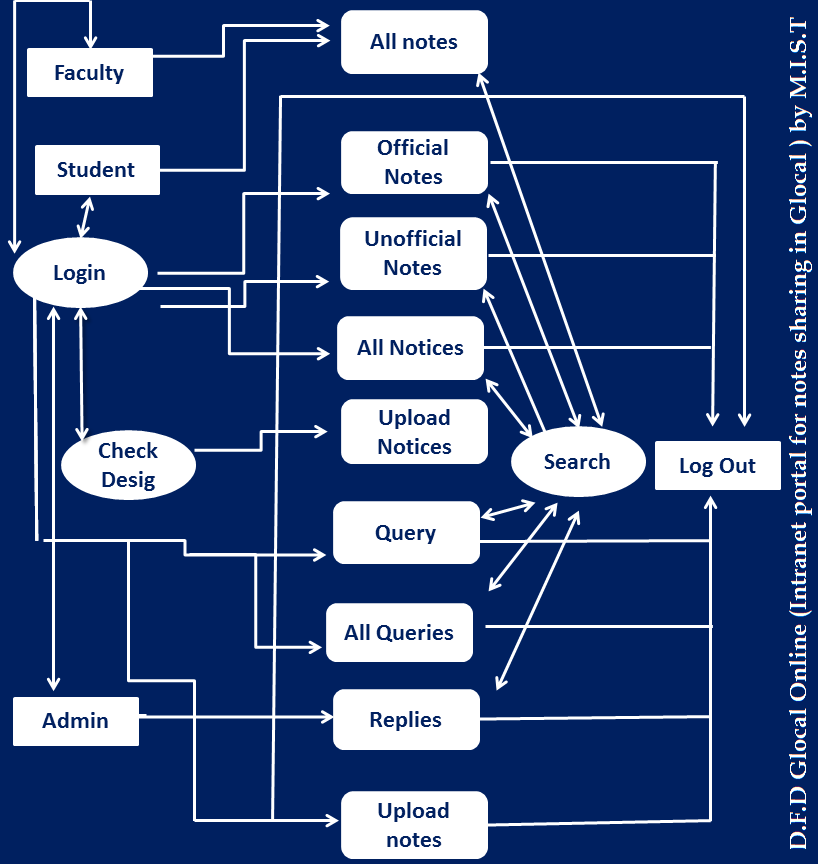 Faculty
Student
Login
Check
Desig
Admin
All notes
Official
Notes
Unofficial
Notes
All Notices
Upload
Notices
Query
All Queries
Replies
Upload
notes
Search
Log Out
D.F.D Glocal Online (Intranet portal for notes sharing in Glocal ) by M.I.S.T